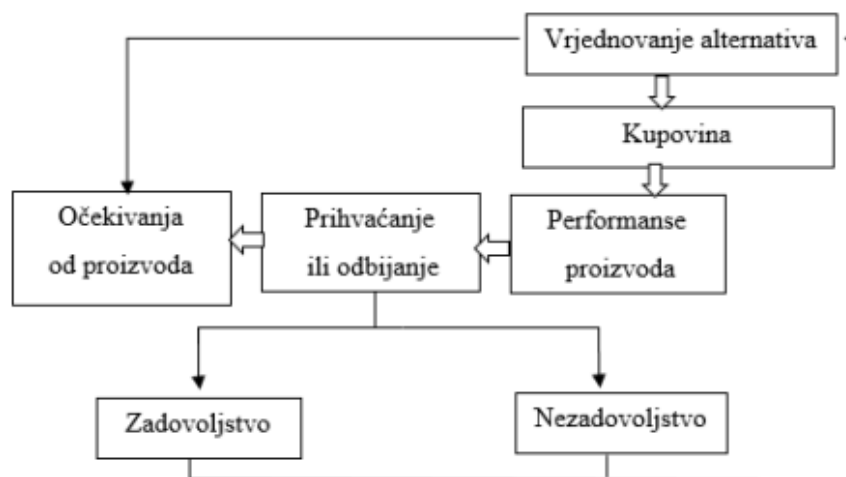 Vrjednovanje alternativa
Kupovina
Očekivanja
od proizvoda
Prihvaćanje
ili odbijanje
Performanse
proizvoda
Zadovoljstvo
Nezadovoljstvo